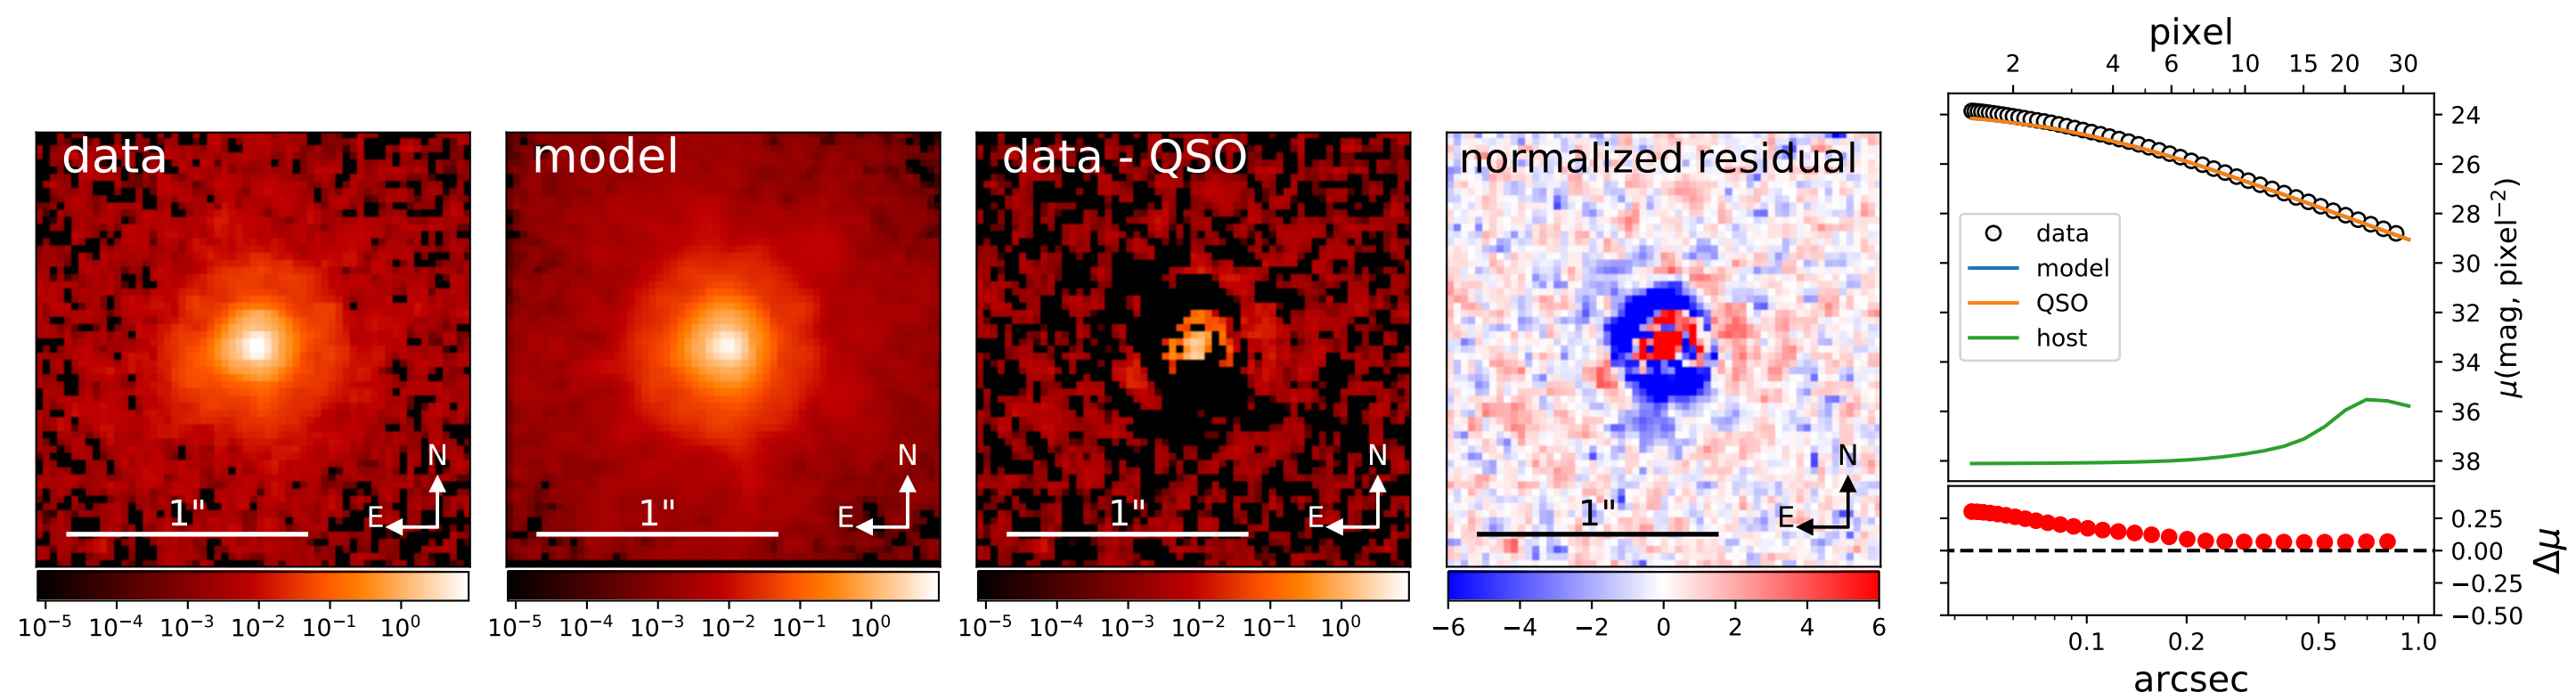 data
N
E
1"
10⁻⁵ 10⁻⁴ 10⁻³ 10⁻² 10⁻¹ 10⁰
model
N
E
1"
10⁻⁵ 10⁻⁴ 10⁻³ 10⁻² 10⁻¹ 10⁰
data - QSO
N
E
1"
10⁻⁵ 10⁻⁴ 10⁻³ 10⁻² 10⁻¹ 10⁰
normalized residual
N
E
1"
−6 −4 −2 0 2 4 6
pixel
2 4 6 10 15 20 30
data
model
QSO
host
24
26
28
30
32
34
36
38
μ(mag, pixel⁻²)
0.25
0.00
−0.25
−0.50
Δμ
0.1 0.2 0.5 1.0
arcsec